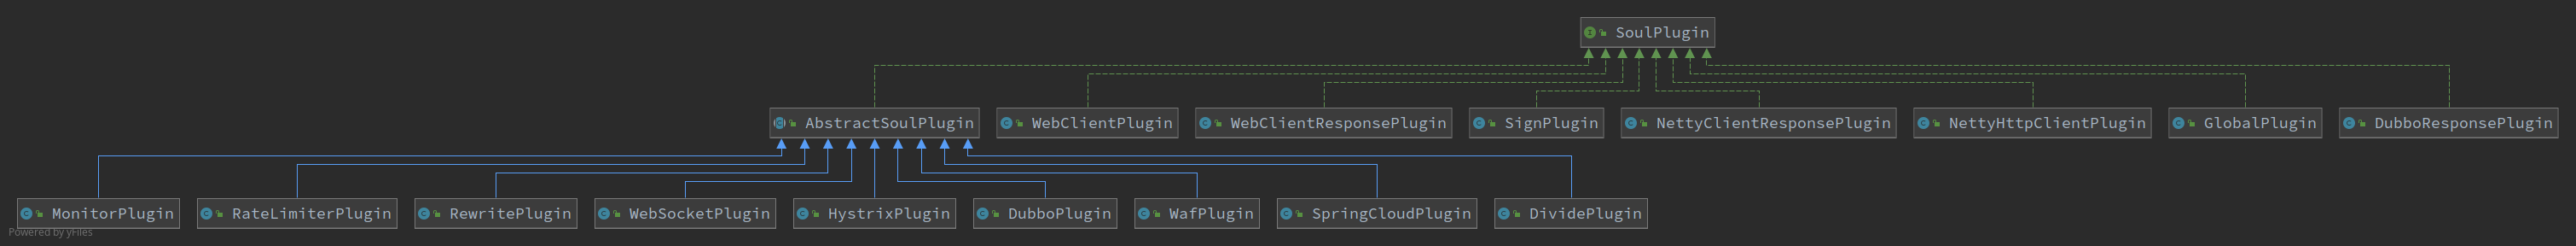 SoulPlugin
AbstractSoulPlugin
WebClientPlugin
WebClientResponsePlugin
SignPlugin
NettyClientResponsePlugin
NettyHttpClientPlugin
GlobalPlugin
DubboResponsePlugin
MonitorPlugin
RateLimiterPlugin
RewritePlugin
WebSocketPlugin
HystrixPlugin
DubboPlugin
WafPlugin
SpringCloudPlugin
DividePlugin
Powered by yFiles